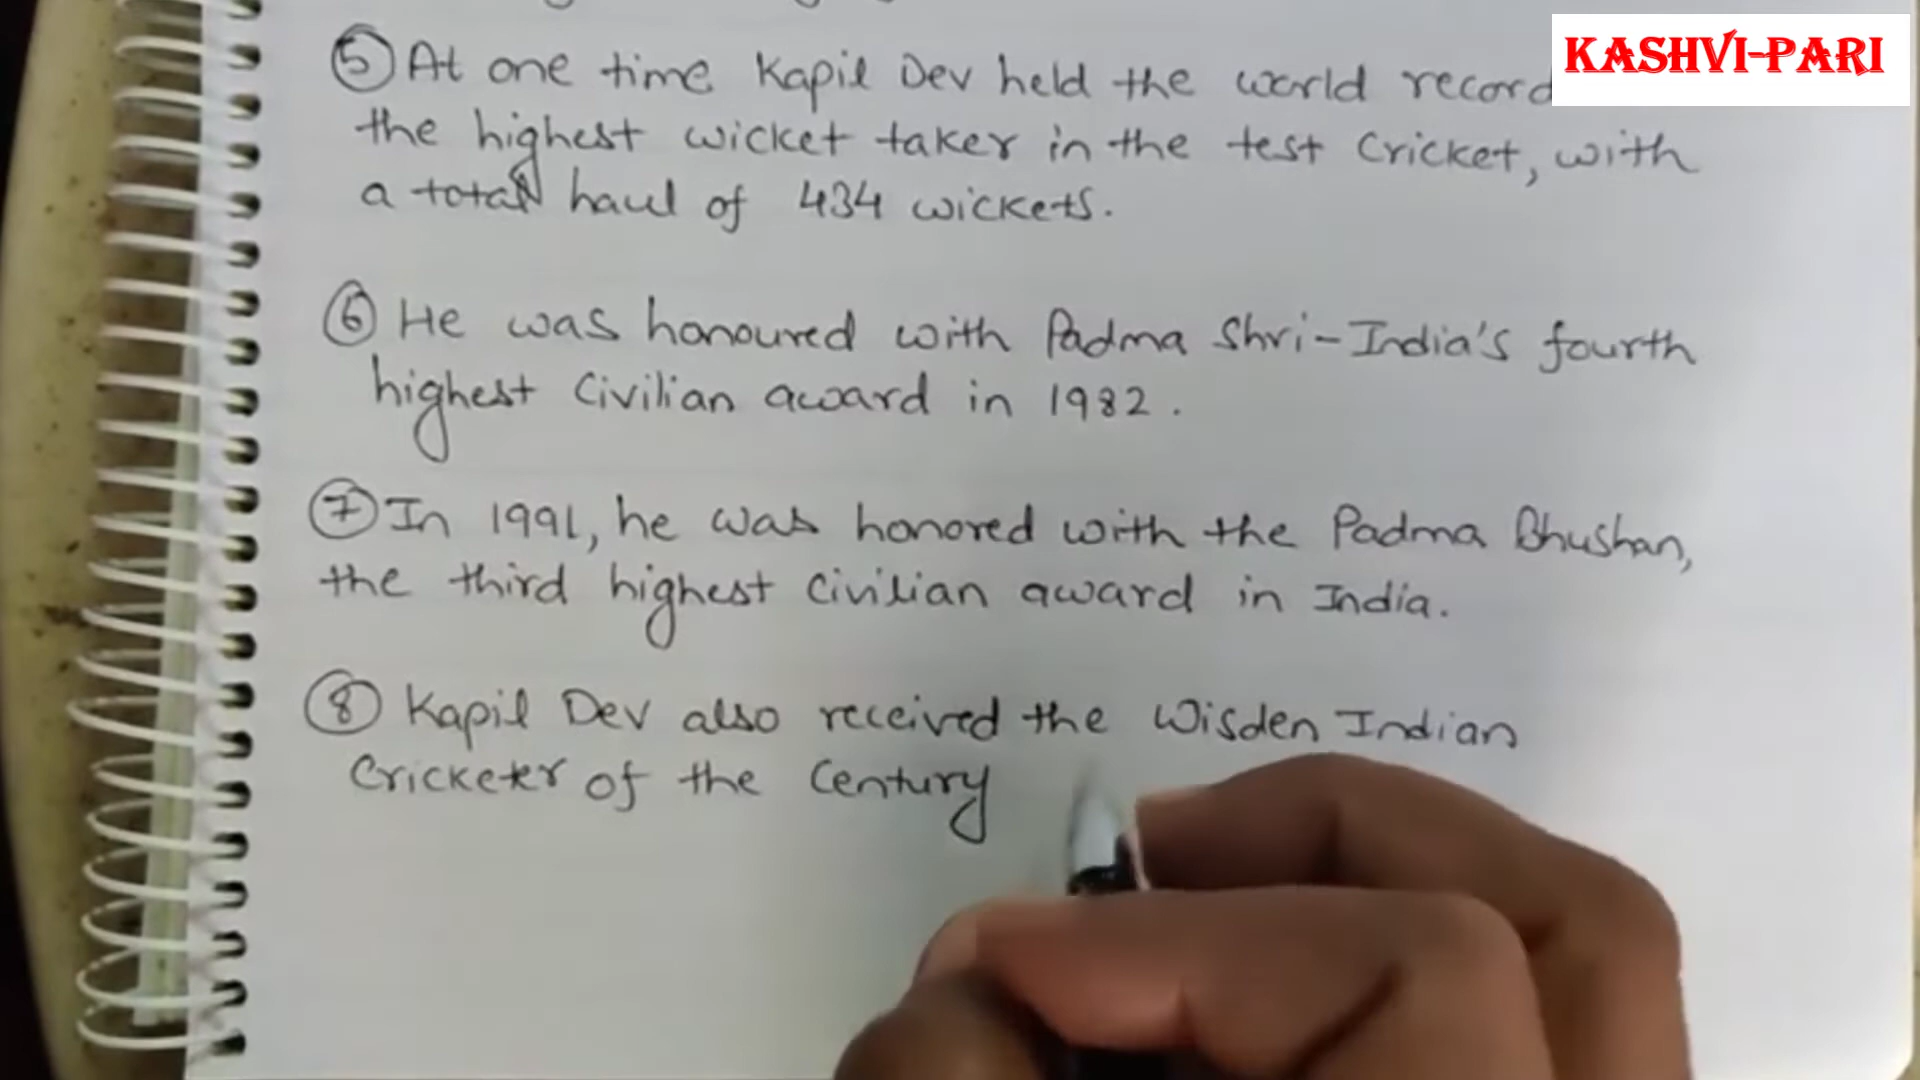 KASHVI-PARI
⑤ At one time Kapil Dev held the world record
the highest wicket taker in the test Cricket, with
a total haul of 434 wickets.
⑥ He was honoured with Padma Shri-India's fourth
highest Civilian award in 1982.
⑦ In 1991, he was honored with the Padma Bhushan,
the third highest Civilian award in India.
⑧ Kapil Dev also received the Wisden Indian
Cricketer of the Century